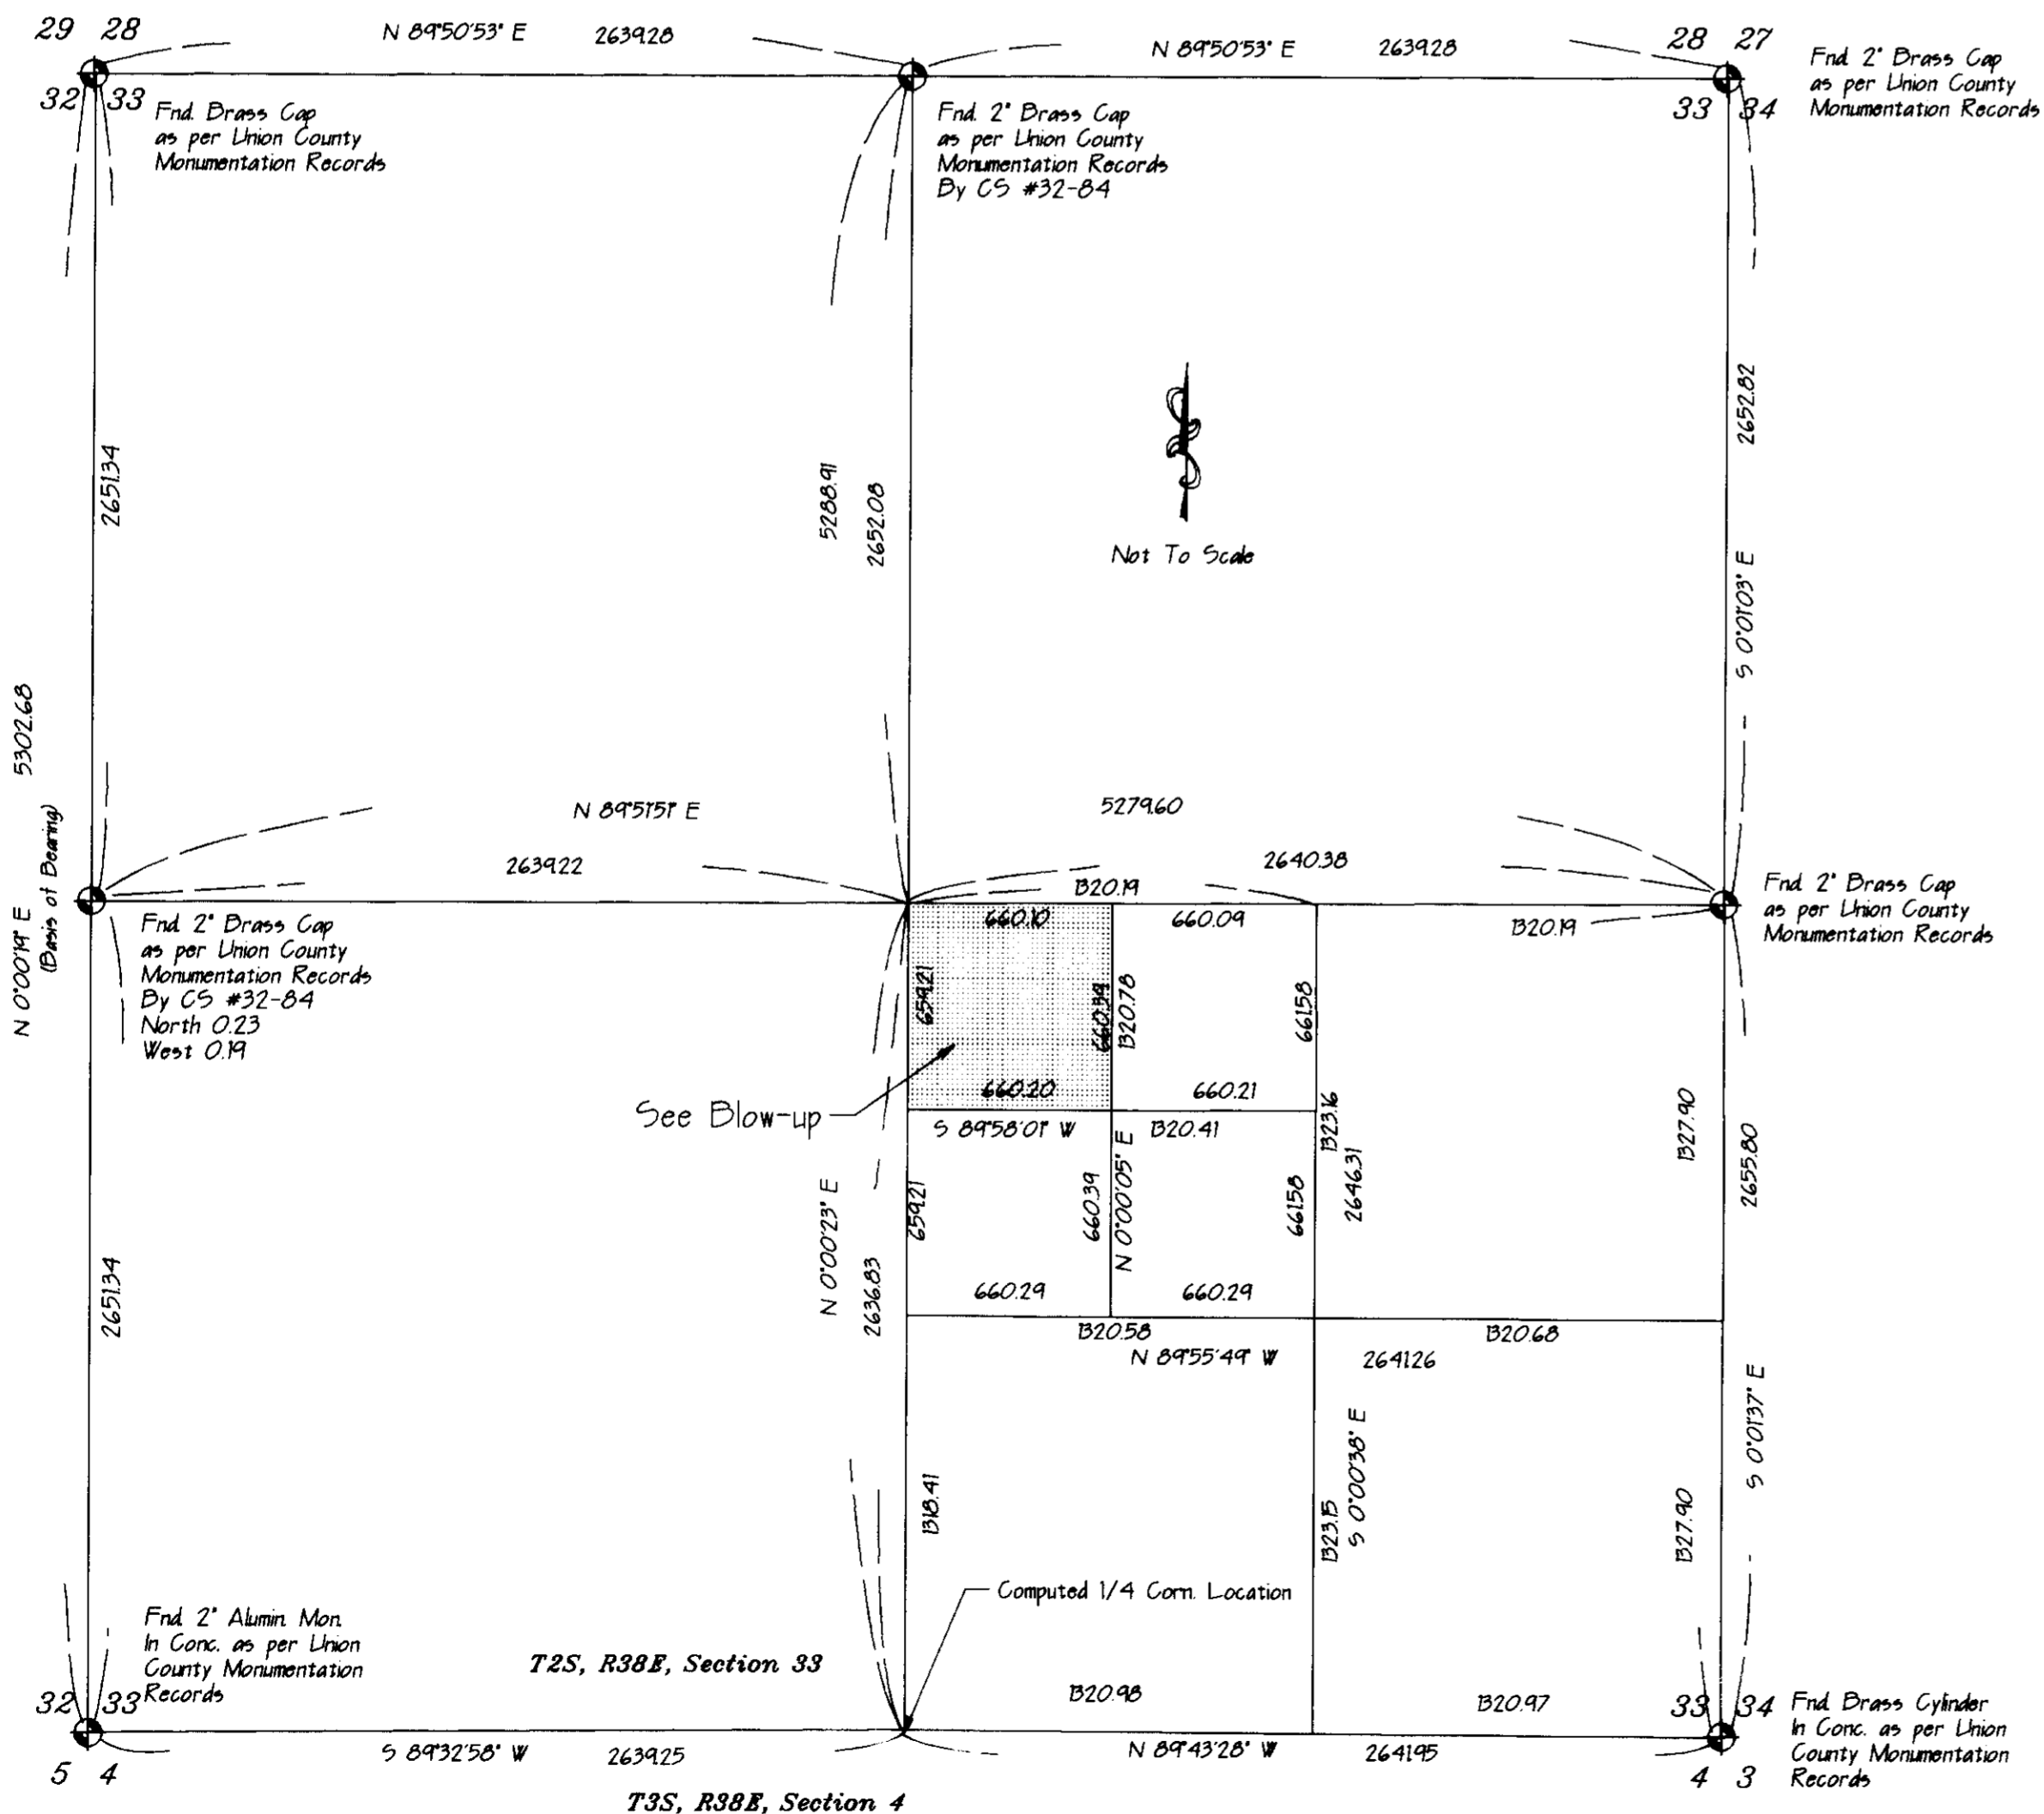 29 28
N 89°50'53" E 2639.28
N 89°50'53" E 2639.28
28 27
32 33
33 34
Fnd. Brass Cap
as per Union County
Monumentation Records
Fnd. 2" Brass Cap
as per Union County
Monumentation Records
By CS #32-84
Fnd. 2" Brass Cap
as per Union County
Monumentation Records
2651.34
5288.91
2652.08
Not To Scale
2652.82
S 0°01'03" E
N 0°00'19" E 5302.68
(Basis of Bearing)
N 89°51'51" E
5279.60
2639.22
2640.38
1320.19
660.10
660.09
1320.19
Fnd. 2" Brass Cap
as per Union County
Monumentation Records
By CS #32-84
North 0.23
West 0.19
Fnd. 2" Brass Cap
as per Union County
Monumentation Records
659.21
660.39
1320.78
661.58
See Blow-up
660.20
660.21
S 89°58'01" W
1320.41
1323.16
2646.31
1327.90
2655.80
N 0°00'23" E
2636.83
659.21
660.39
N 0°00'05" E
661.58
2651.34
660.29
660.29
1320.58
1320.68
N 89°55'49" W
2641.26
S 0°01'37" E
1318.41
1323.15
S 0°00'38" E
1327.90
Computed 1/4 Corn. Location
Fnd. 2" Alumin. Mon.
In Conc. as per Union
County Monumentation
Records
T2S, R38E, Section 33
32 33
1320.98
1320.97
33 34
Fnd. Brass Cylinder
In Conc. as per Union
County Monumentation
Records
5 4
S 89°32'58" W 2639.25
N 89°43'28" W 2641.95
4 3
T3S, R38E, Section 4